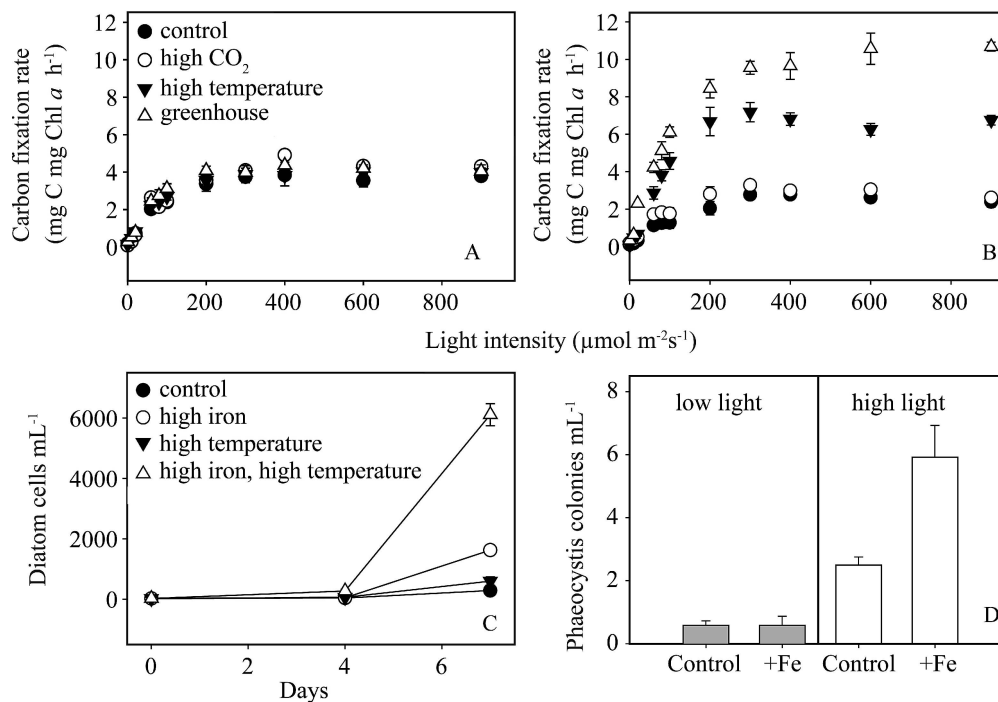 Carbon fixation rate
(mg C mg Chl a h-1)
12
10
8
6
4
2
0
control
high CO2
high temperature
greenhouse
A
0 200 400 600 800
Carbon fixation rate
(mg C mg Chl a h-1)
12
10
8
6
4
2
0
B
0 200 400 600 800
Light intensity (µmol m-2s-1)
Diatom cells mL-1
6000
4000
2000
0
control
high iron
high temperature
high iron, high temperature
C
0 4 6
Days
Phaeocystis colonies mL-1
8
6
4
2
0
low light
high light
D
Control +Fe Control +Fe